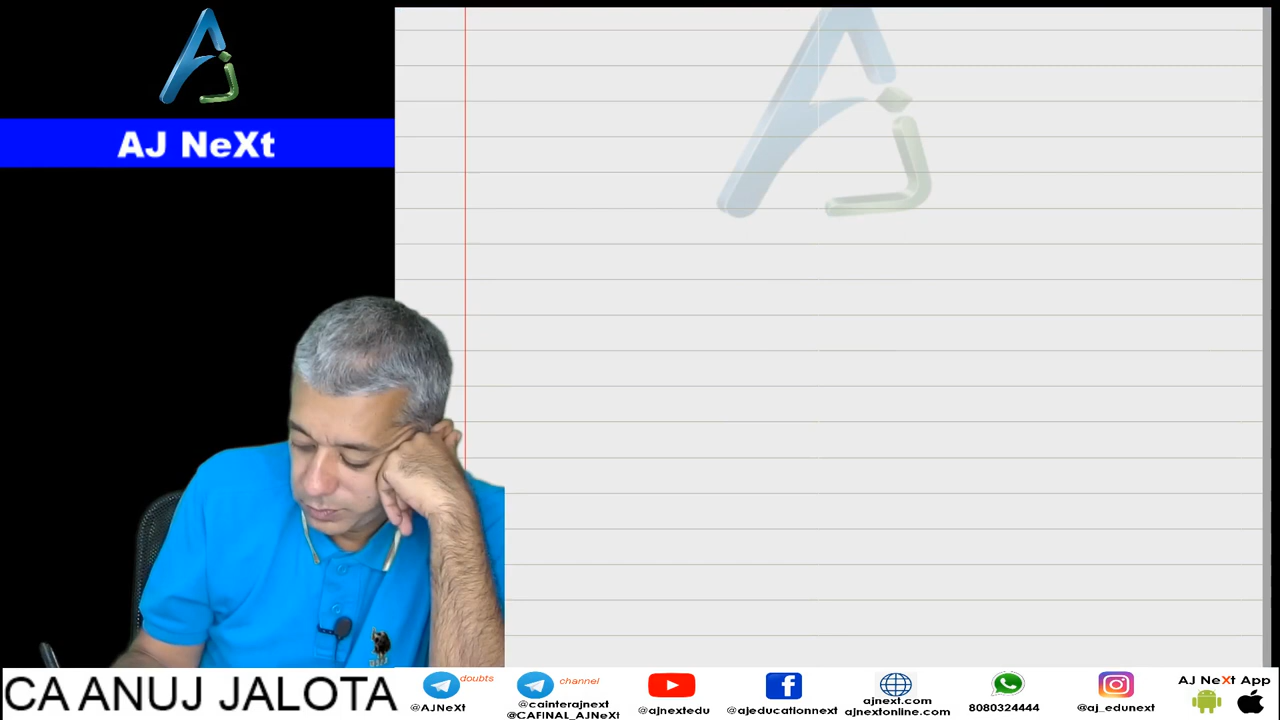 AJ NeXt
CA ANUJ JALOTA
doubts
@AJNeXt
channel
@cainterajnext
@CAFINAL_AJNeXt
@ajnextedu
@ajeducationnext
ajnext.com
ajnextonline.com
8080324444
@aj_edunext
AJ NeXt App